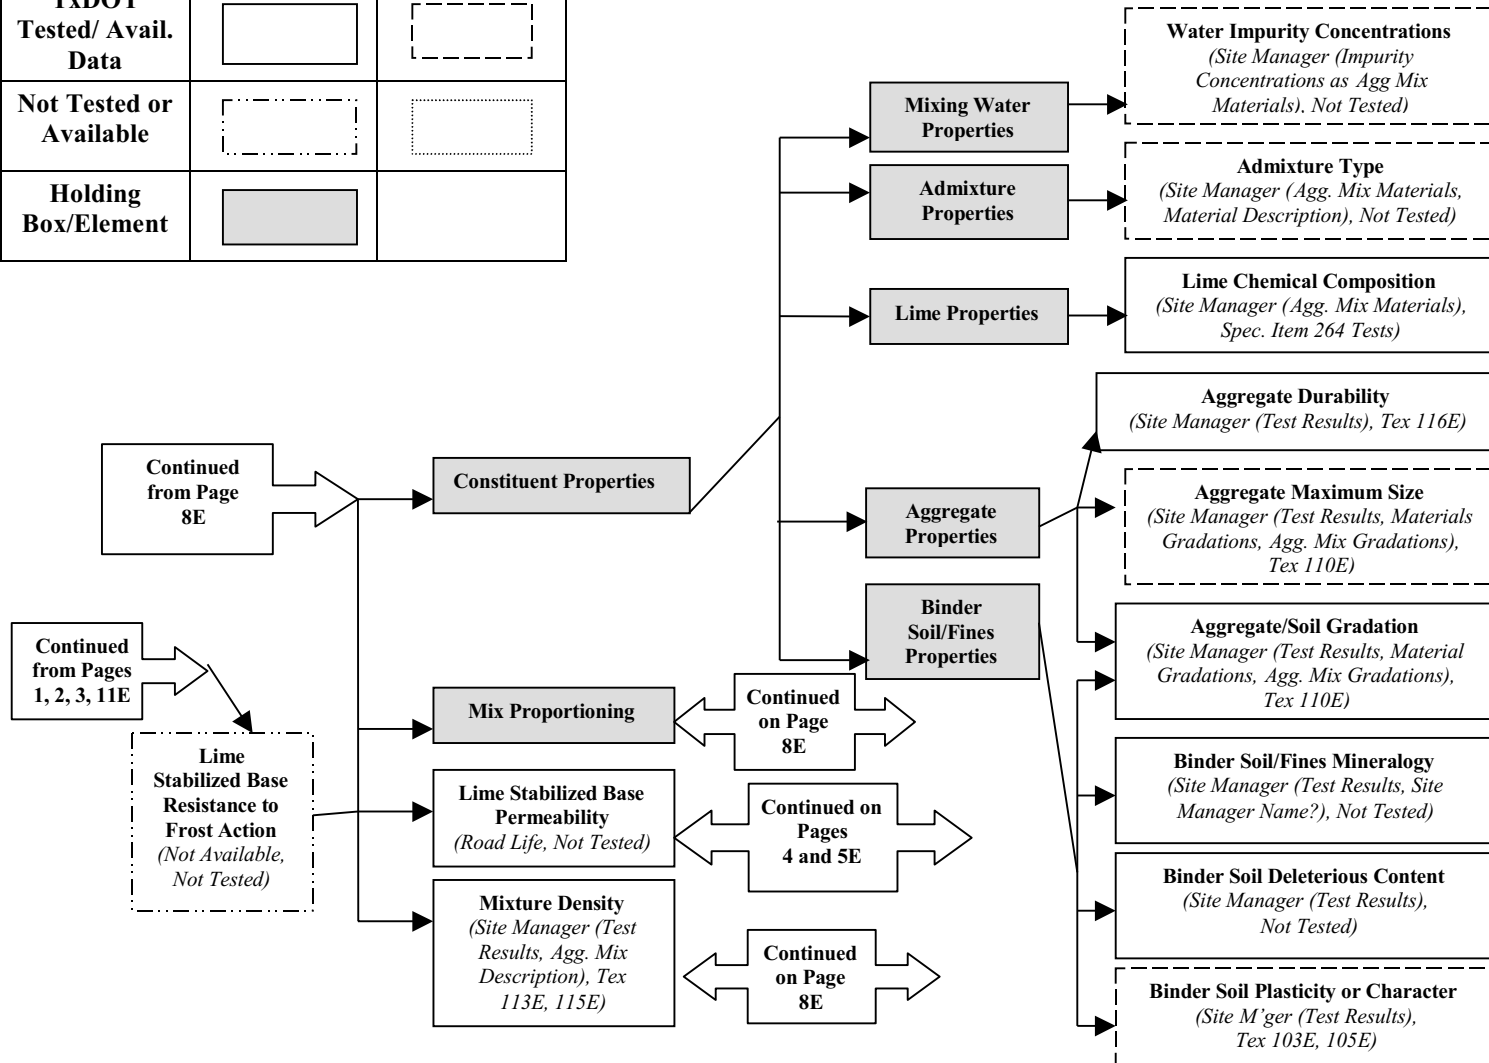 TxDOT
Tested/ Avail.
Data
Not Tested or
Available
Holding
Box/Element
Water Impurity Concentrations
(Site Manager (Impurity
Concentrations as Agg Mix
Materials), Not Tested)
Mixing Water
Properties
Admixture Type
(Site Manager (Agg. Mix Materials,
Material Description), Not Tested)
Admixture
Properties
Lime Chemical Composition
(Site Manager (Agg. Mix Materials),
Spec. Item 264 Tests)
Lime Properties
Aggregate Durability
(Site Manager (Test Results), Tex 116E)
Continued
from Page
8E
Constituent Properties
Aggregate Maximum Size
(Site Manager (Test Results, Materials
Gradations, Agg. Mix Gradations),
Tex 110E)
Aggregate
Properties
Binder
Soil/Fines
Properties
Aggregate/Soil Gradation
(Site Manager (Test Results, Material
Gradations, Agg. Mix Gradations),
Tex 110E)
Continued
from Pages
1, 2, 3, 11E
Mix Proportioning
Continued
on Page
8E
Lime
Stabilized Base
Resistance to
Frost Action
(Not Available,
Not Tested)
Lime Stabilized Base
Permeability
(Road Life, Not Tested)
Continued on
Pages
4 and 5E
Binder Soil/Fines Mineralogy
(Site Manager (Test Results, Site
Manager Name?), Not Tested)
Mixture Density
(Site Manager (Test
Results, Agg. Mix
Description), Tex
113E, 115E)
Continued
on Page
8E
Binder Soil Deleterious Content
(Site Manager (Test Results),
Not Tested)
Binder Soil Plasticity or Character
(Site M'ger (Test Results),
Tex 103E, 105E)